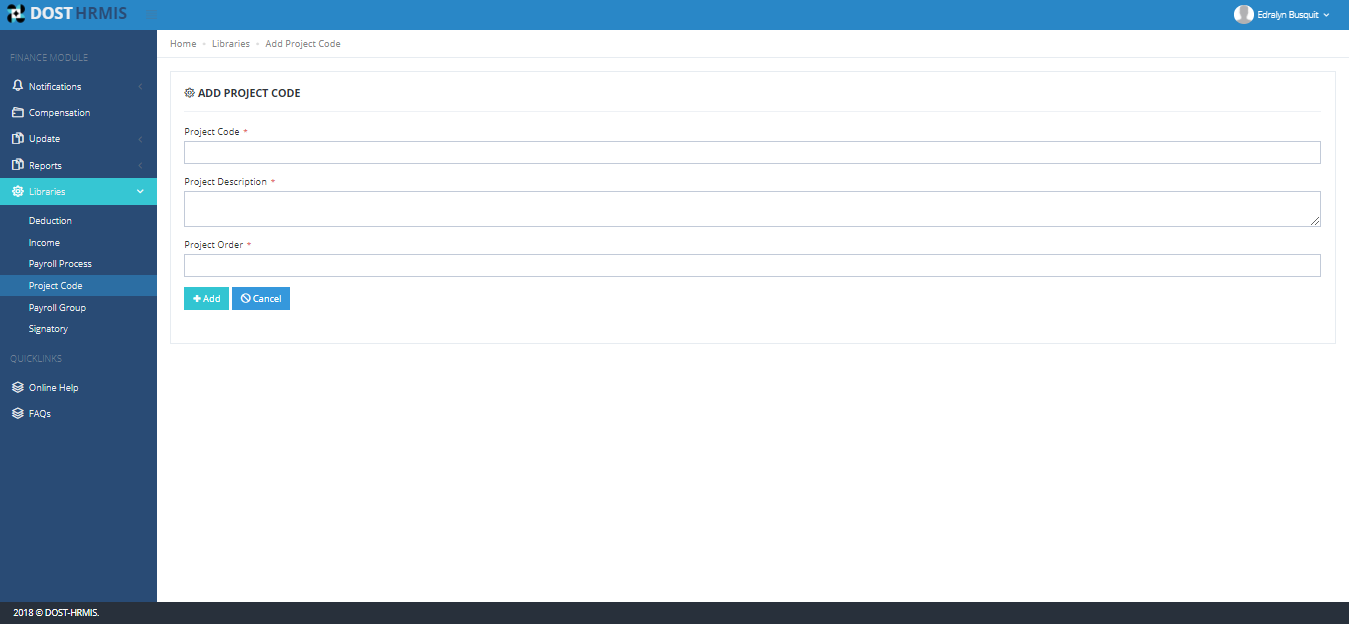 DOST HRMIS
Edralyn Busquit
Home
Libraries
Add Project Code
FINANCE MODULE
Notifications
Compensation
Update
Reports
Libraries
Deduction
Income
Payroll Process
Project Code
Payroll Group
Signatory
QUICKLINKS
Online Help
FAQs
ADD PROJECT CODE
Project Code *
Project Description *
Project Order *
Add
Cancel
2018 © DOST-HRMIS.